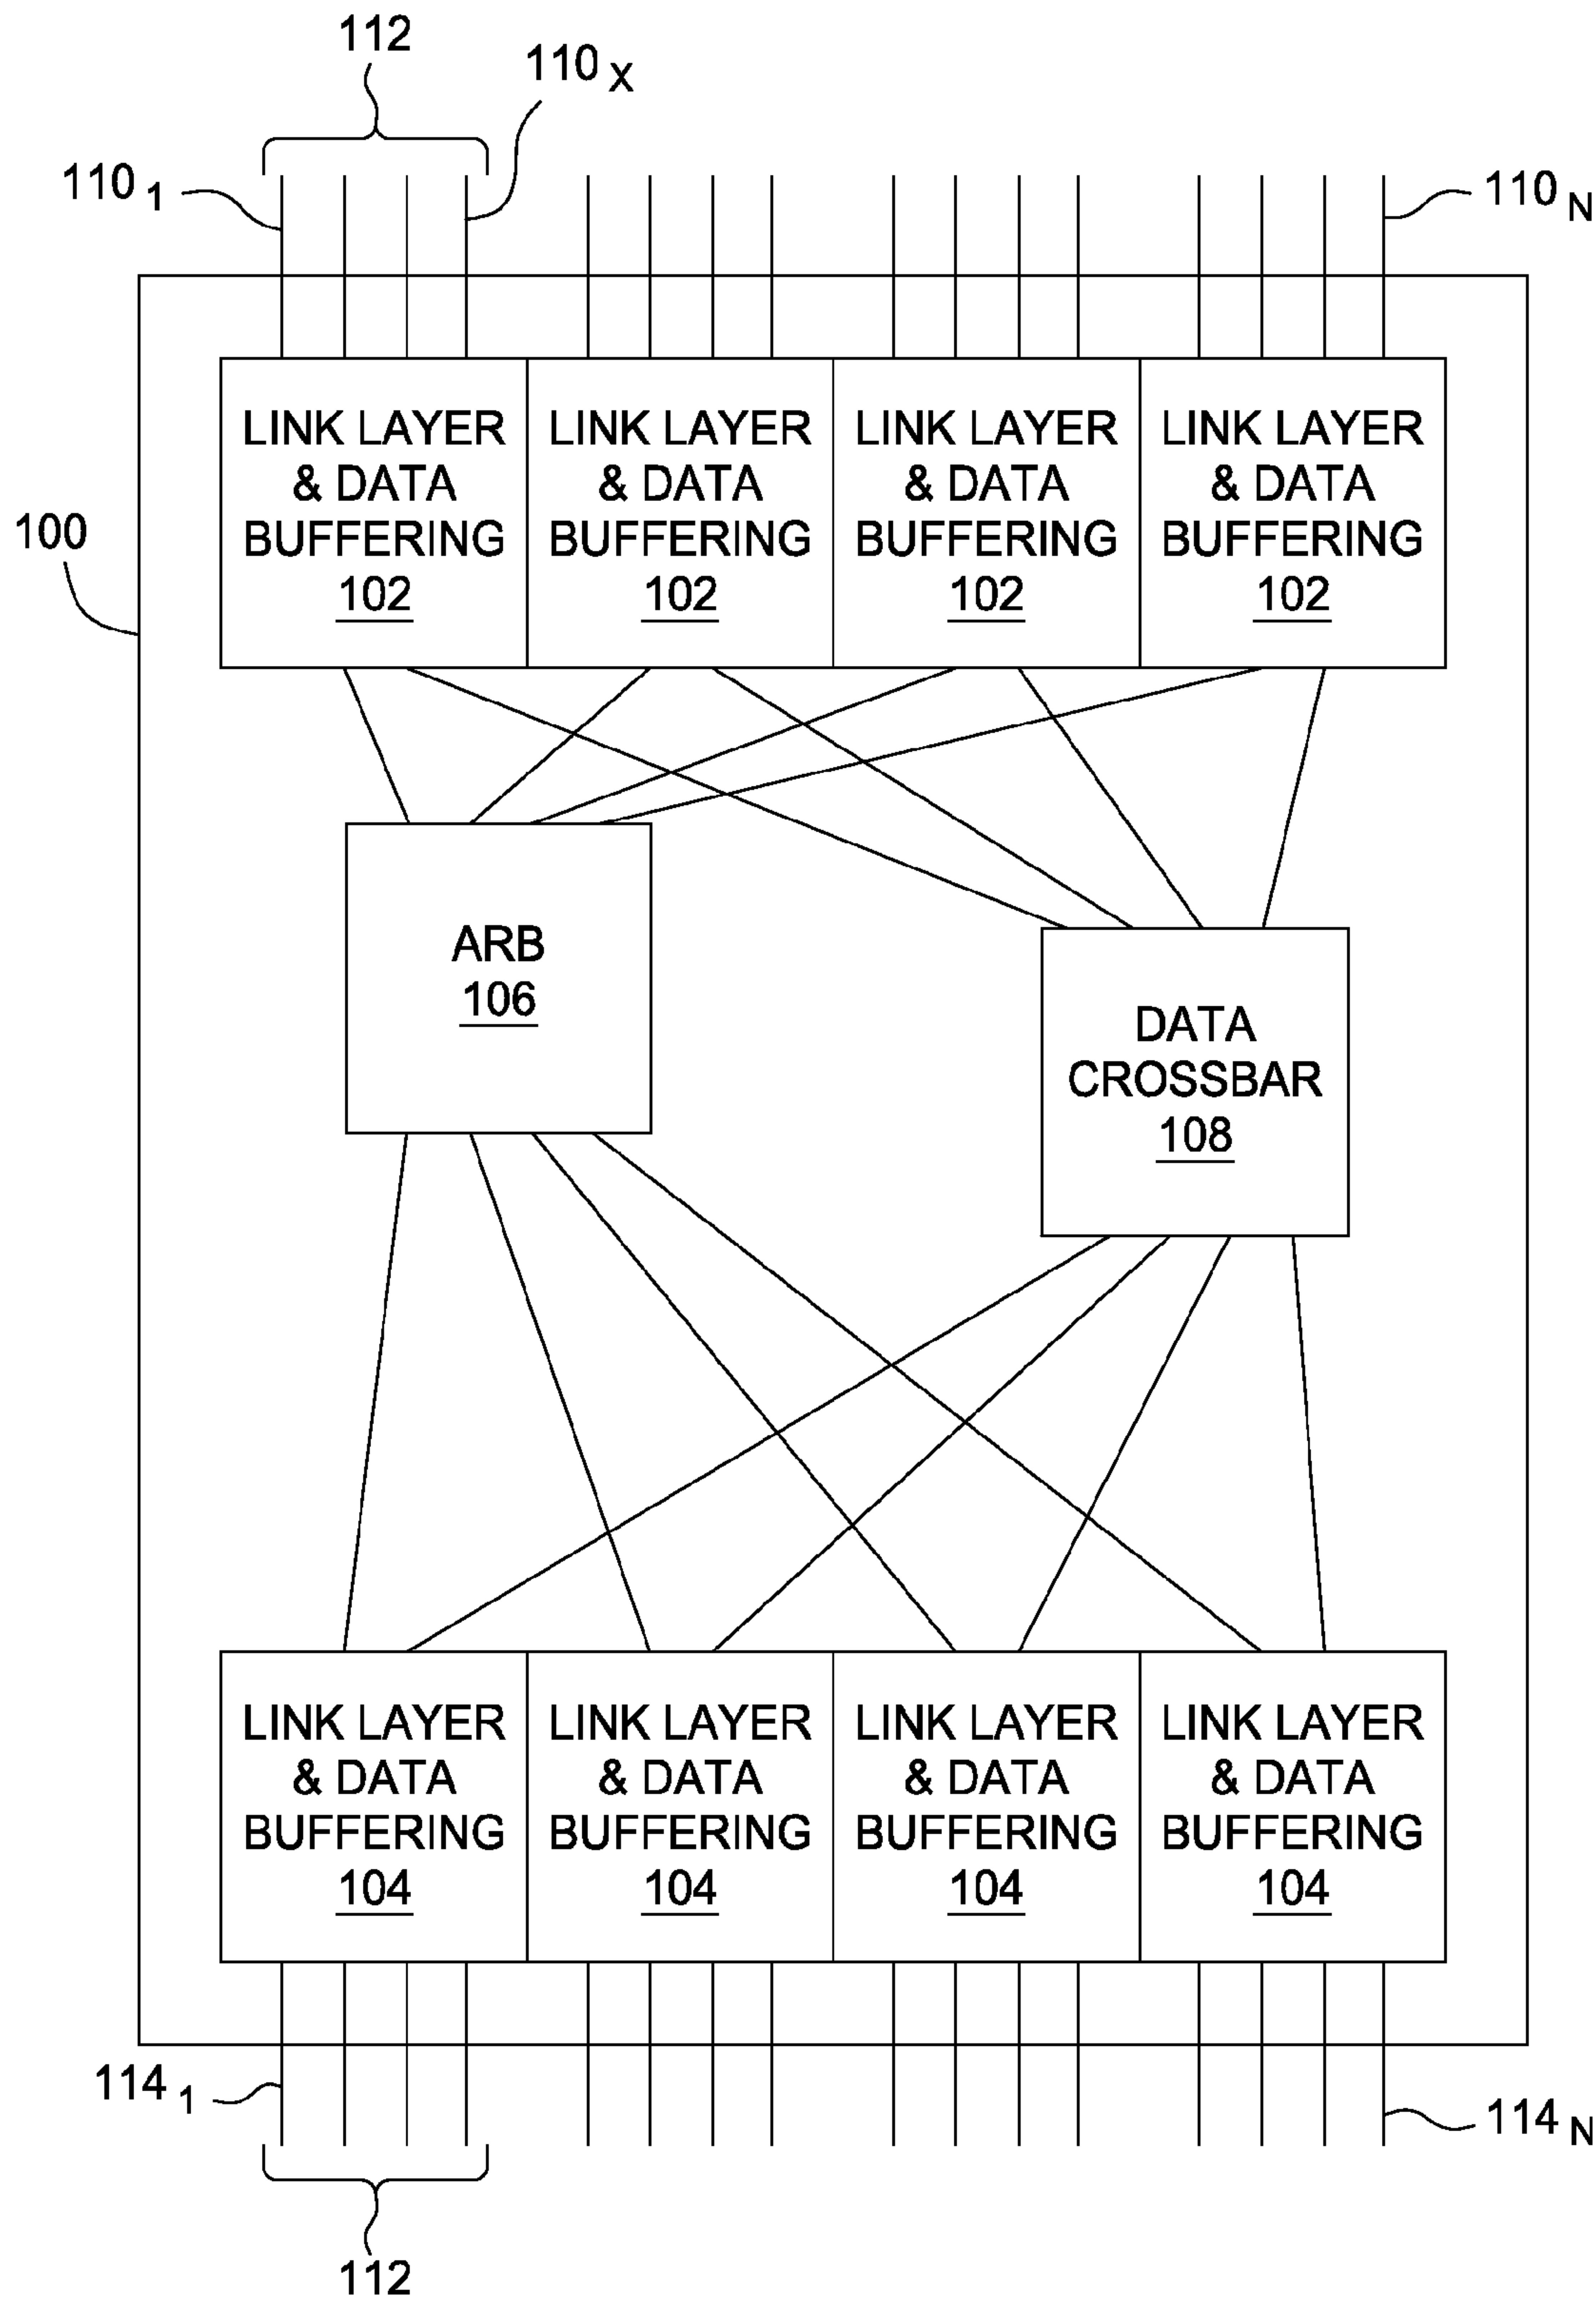 112
110 X
110 1
110 N
LINK LAYER & DATA BUFFERING 102
LINK LAYER & DATA BUFFERING 102
LINK LAYER & DATA BUFFERING 102
LINK LAYER & DATA BUFFERING 102
100
ARB
106
DATA
CROSSBAR
108
LINK LAYER & DATA BUFFERING 104
LINK LAYER & DATA BUFFERING 104
LINK LAYER & DATA BUFFERING 104
LINK LAYER & DATA BUFFERING 104
114 1
114 N
112